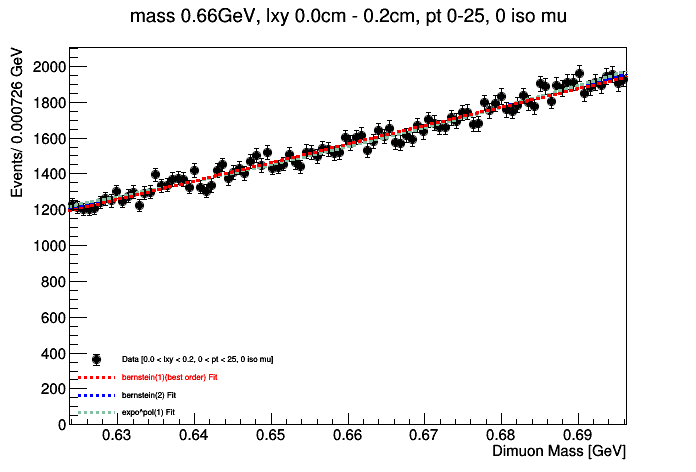 mass 0.66GeV, lxy 0.0cm - 0.2cm, pt 0-25, 0 iso mu
Events/ 0.000726 GeV
2000
1800
1600
1400
1200
1000
800
600
400
200
0
Data [0.0 < lxy < 0.2, 0 < pt < 25, 0 iso mu]
bernstein(1)(best order) Fit
bernstein(2) Fit
expo^pol(1) Fit
0.63 0.64 0.65 0.66 0.67 0.68 0.69
Dimuon Mass [GeV]